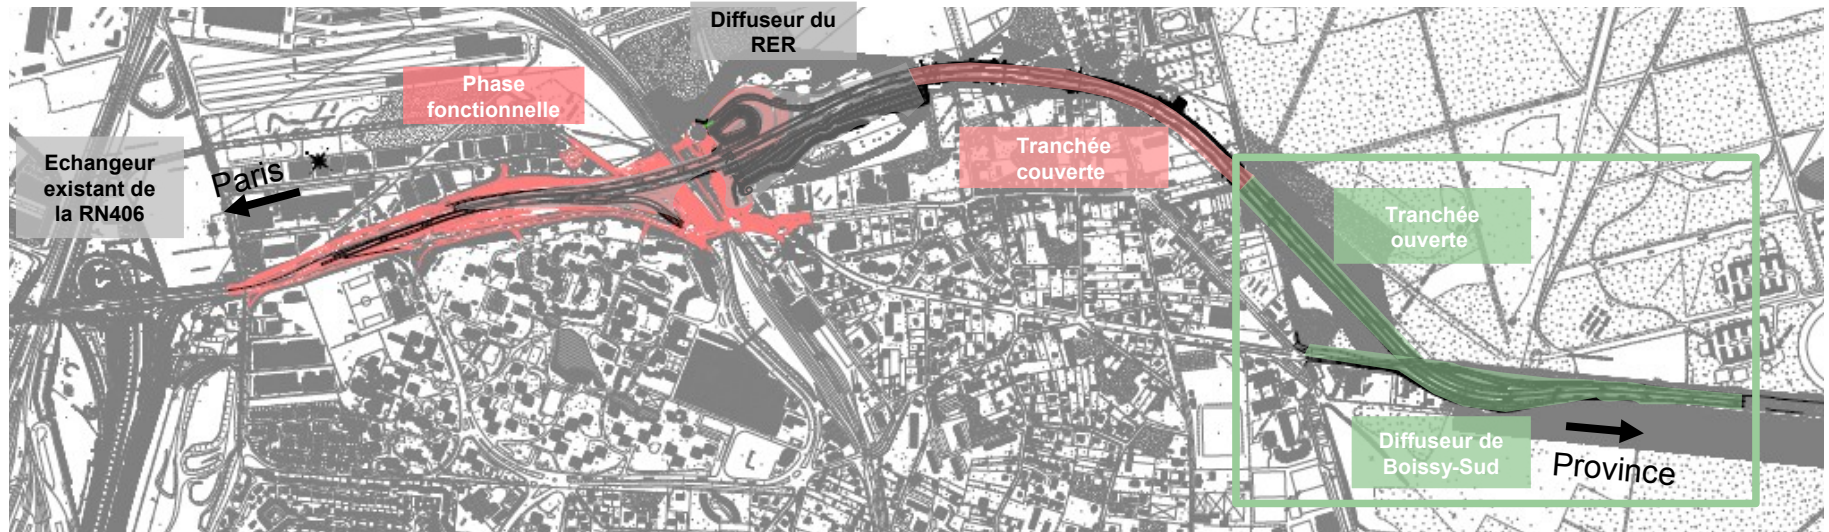 Diffuseur du
RER
Phase
fonctionnelle
Echangeur
existant de
la RN406
Paris
Tranchée
couverte
Tranchée
ouverte
Diffuseur de
Boissy-Sud
Province